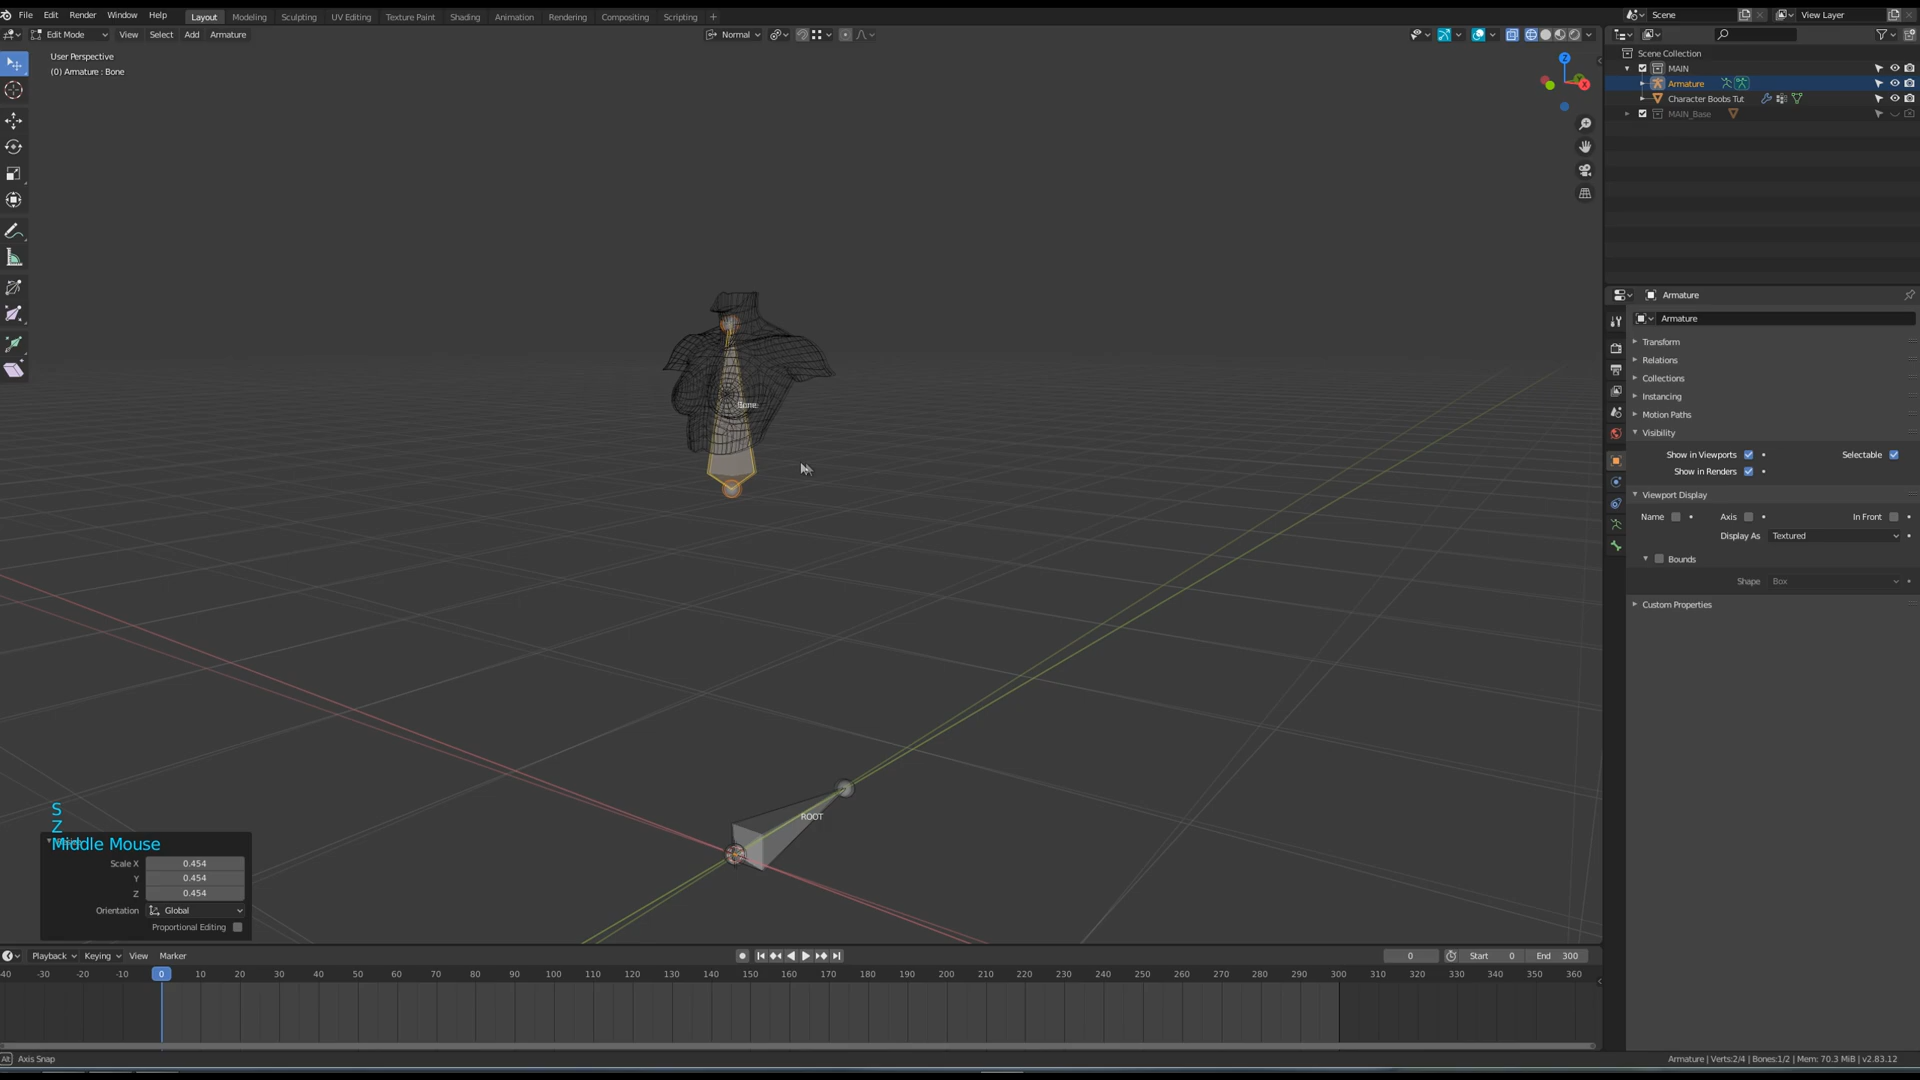 File Edit Render Window Help Layout Modeling Sculpting UV Editing Texture Paint Shading Animation Rendering Compositing Scripting + Scene View Layer
Edit Mode View Select Add Armature Normal
User Perspective
(0) Armature : Bone
Z
X
Scene Collection
MAIN
Armature
Character Boobs Tut
MAIN_Base
Bone
ROOT
Armature
Armature
Transform
Relations
Collections
Instancing
Motion Paths
Visibility
Show in Viewports Selectable
Show in Renders
Viewport Display
Name Axis In Front
Display As Textured
Bounds
Shape Box
Custom Properties
S
Z
Middle Mouse
Scale X 0.454
Y 0.454
Z 0.454
Orientation Global
Proportional Editing
Playback Keying View Marker 0 Start 0 End 300
-30 -20 -10 0 10 20 30 40 50 60 70 80 90 100 110 120 130 140 150 160 170 180 190 200 210 220 230 240 250 260 270 280 290 300 310 320 330 340 350 360
Alt Axis Snap Armature | Verts:2/4 | Bones:1/2 | Mem: 70.3 MiB | v2.83.12